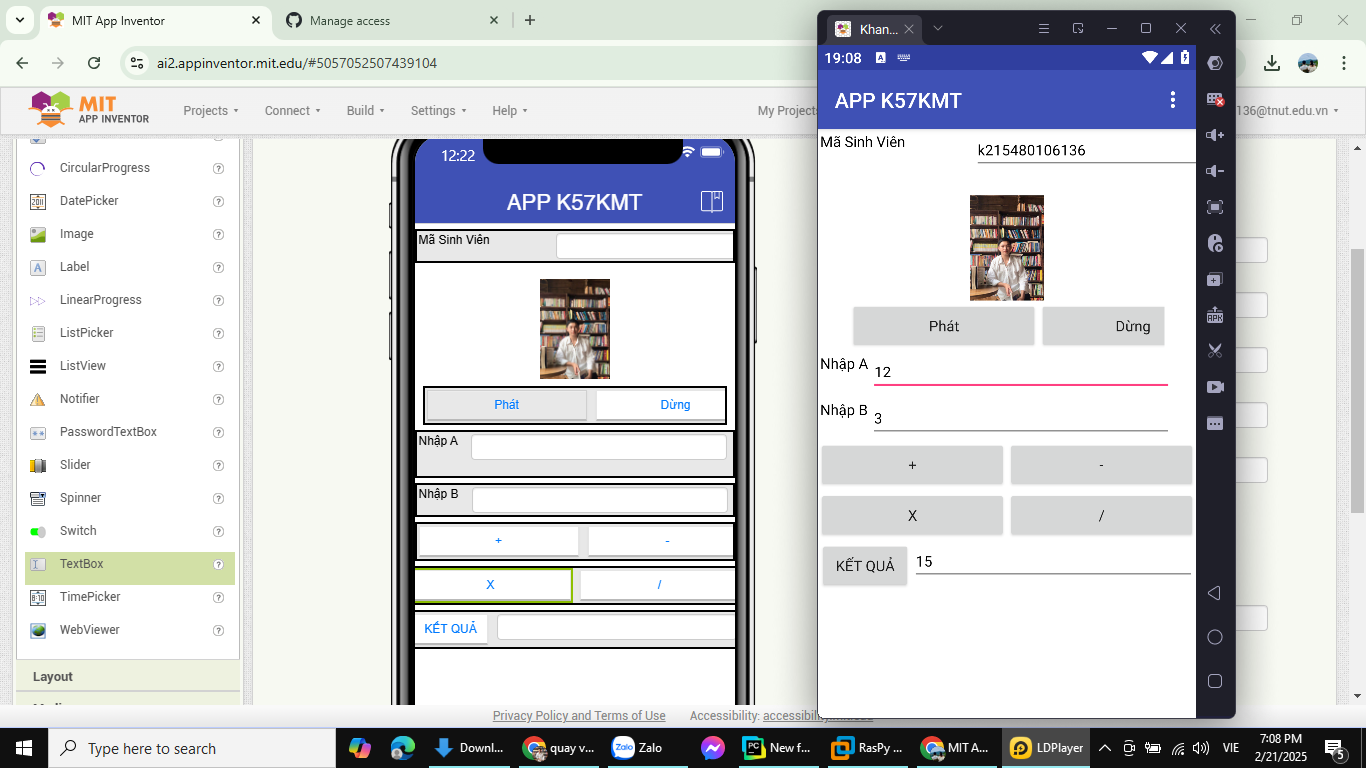 MIT App Inventor
Manage access
Khan...
ai2.appinventor.mit.edu/#5057052507439104
19:08
MIT
APP INVENTOR
Projects
Connect
Build
Settings
Help
My Projects
136@tnut.edu.vn
APP K57KMT
Mã Sinh Viên
k215480106136
Phát
Dừng
Nhập A
12
Nhập B
3
+
-
X
/
KẾT QUẢ
15
CircularProgress
DatePicker
Image
Label
LinearProgress
ListPicker
ListView
Notifier
PasswordTextBox
Slider
Spinner
Switch
TextBox
TimePicker
WebViewer
Layout
12:22
APP K57KMT
Mã Sinh Viên
Phát
Dừng
Nhập A
Nhập B
+
-
X
/
KẾT QUẢ
Privacy Policy and Terms of Use
Accessibility:
Type here to search
Downl...
quay v...
Zalo
New f...
RasPy ...
MIT A...
LDPlayer
VIE
7:08 PM
2/21/2025
5